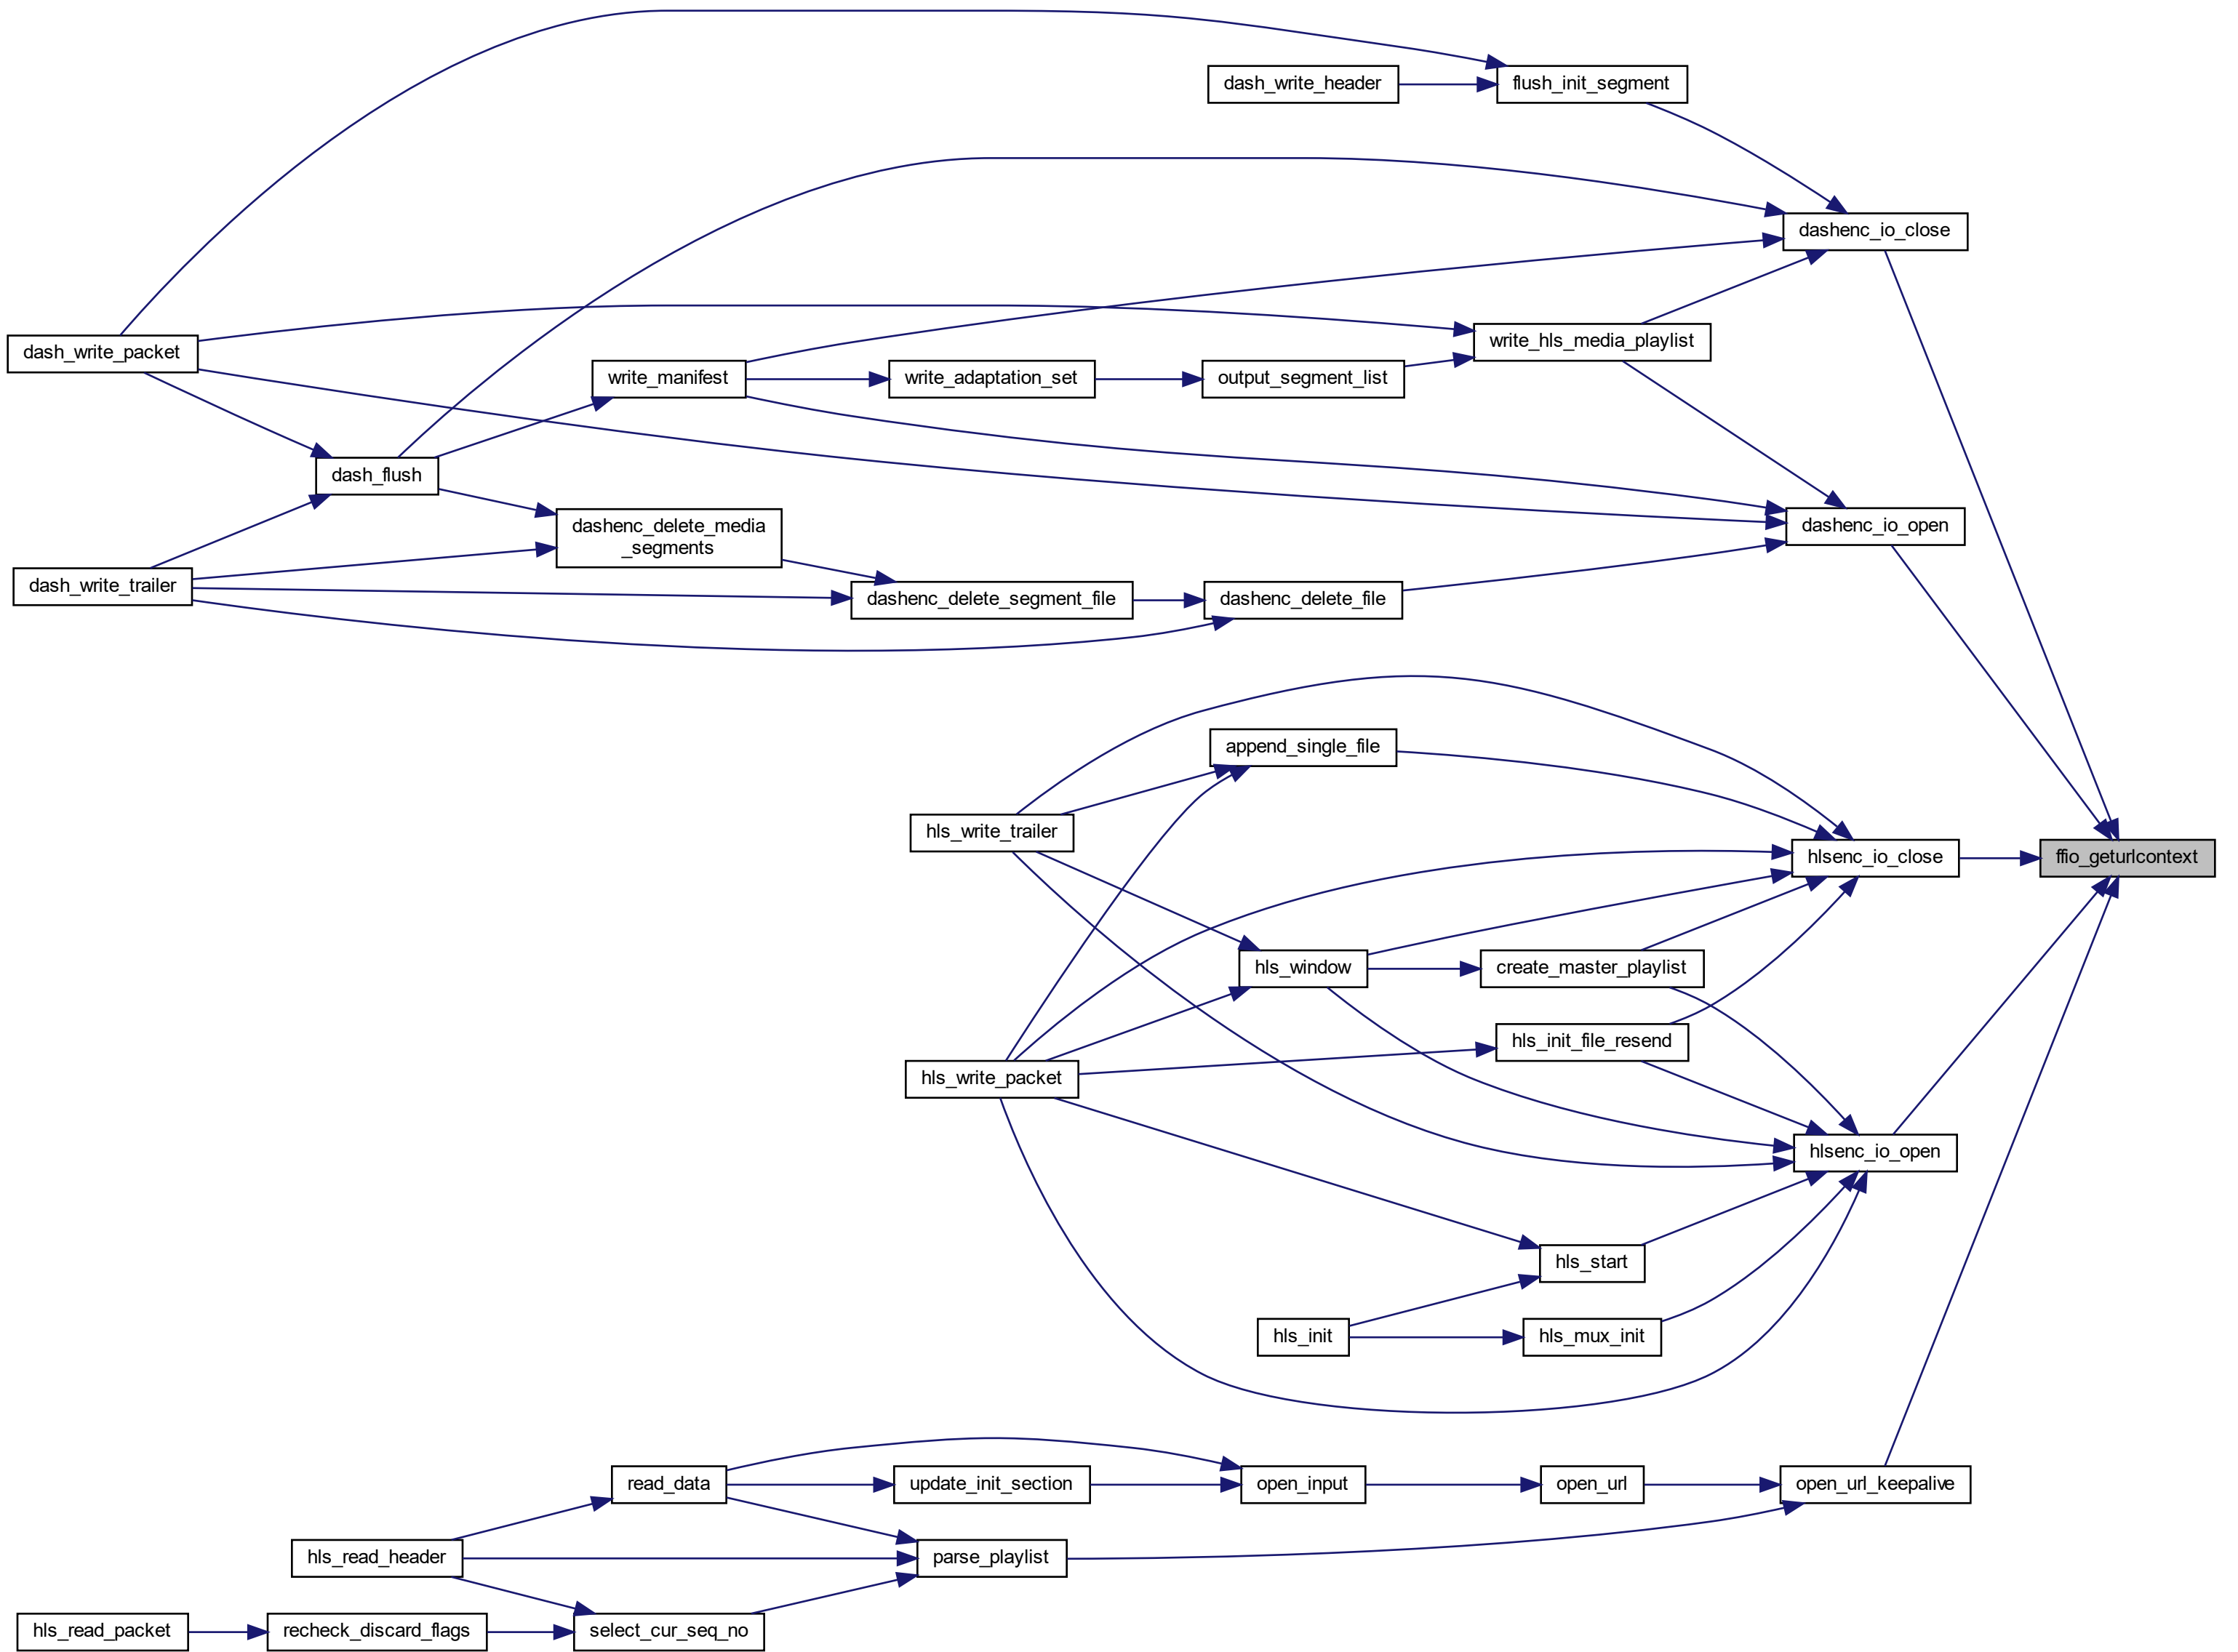 dash_write_header
flush_init_segment
dashenc_io_close
dash_write_packet
write_hls_media_playlist
write_manifest
write_adaptation_set
output_segment_list
dash_flush
dashenc_io_open
dashenc_delete_media
_segments
dash_write_trailer
dashenc_delete_segment_file
dashenc_delete_file
append_single_file
hls_write_trailer
hlsenc_io_close
ffio_geturlcontext
hls_window
create_master_playlist
hls_init_file_resend
hls_write_packet
hlsenc_io_open
hls_start
hls_init
hls_mux_init
read_data
update_init_section
open_input
open_url
open_url_keepalive
hls_read_header
parse_playlist
hls_read_packet
recheck_discard_flags
select_cur_seq_no